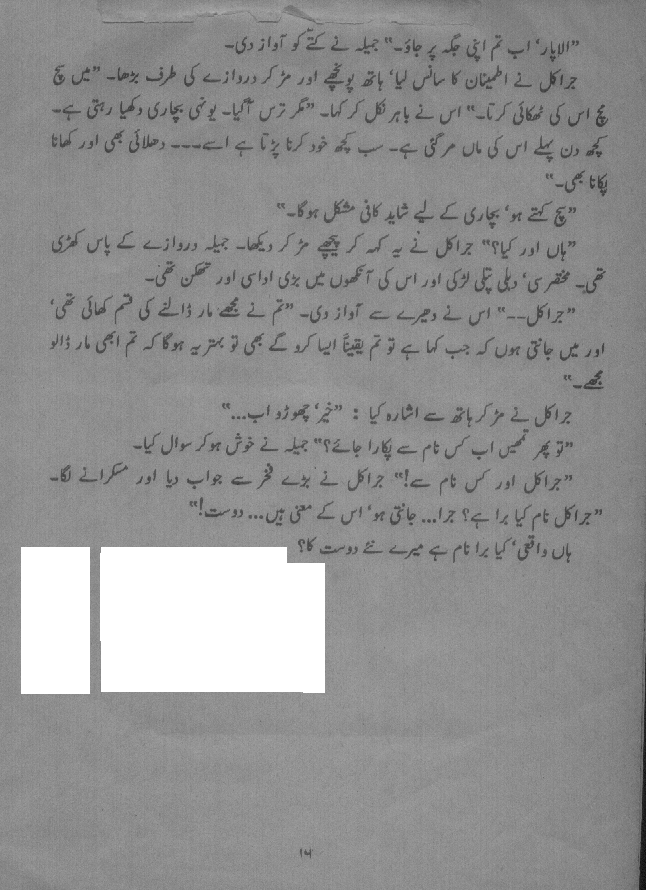 ”الاپار‘ اب تم اپنی جگہ پر جاؤ۔“ جمیلہ نے کتّے کو آواز دی۔
جراکل نے اطمینان کا سانس لیا‘ ہاتھ پونچھے اور مڑ کر دروازے کی طرف بڑھا۔ ”میں سچ
مچ اس کی ٹھکائی کرتا۔“ اس نے باہر نکل کر کہا۔ ”مگر ترس آگیا۔ یونہی بچاری دکھیا رہتی ہے۔
کچھ دن پہلے اس کی ماں مرگئی ہے۔ سب کچھ خود کرنا پڑتا ہے اسے۔۔۔ دھلائی بھی اور کھانا
پکانا بھی۔“
”سچ کہتے ہو‘ بچاری کے لیے شاید کافی مشکل ہوگا۔“
”ہاں اور کیا؟“ جراکل نے یہ کہہ کر پیچھے مڑ کر دیکھا۔ جمیلہ دروازے کے پاس کھڑی
تھی۔ مختصر سی‘ دبلی پتلی لڑکی اور اس کی آنکھوں میں بڑی اداسی اور تھکن تھی۔
”جراکل۔۔“ اس نے دھیرے سے آواز دی۔ ”تم نے مجھے مار ڈالنے کی قسم کھائی تھی‘
اور میں جانتی ہوں کہ جب کہا ہے تو تم یقیناً ایسا کرو گے بھی تو بہتر یہ ہوگا کہ تم ابھی مار ڈالو
مجھے۔“
جراکل نے مڑ کر ہاتھ سے اشارہ کیا : ”خیر‘ چھوڑو اب...“
”تو پھر تمھیں اب کس نام سے پکارا جائے؟“ جمیلہ نے خوش ہوکر سوال کیا۔
”جراکل اور کس نام سے!“ جراکل نے بڑے فخر سے جواب دیا اور مسکرانے لگا۔
”جراکل نام کیا برا ہے؟ جرا... جانتی ہو‘ اس کے معنی ہیں... دوست!“
ہاں واقعی‘ کیا برا نام ہے میرے نئے دوست کا؟